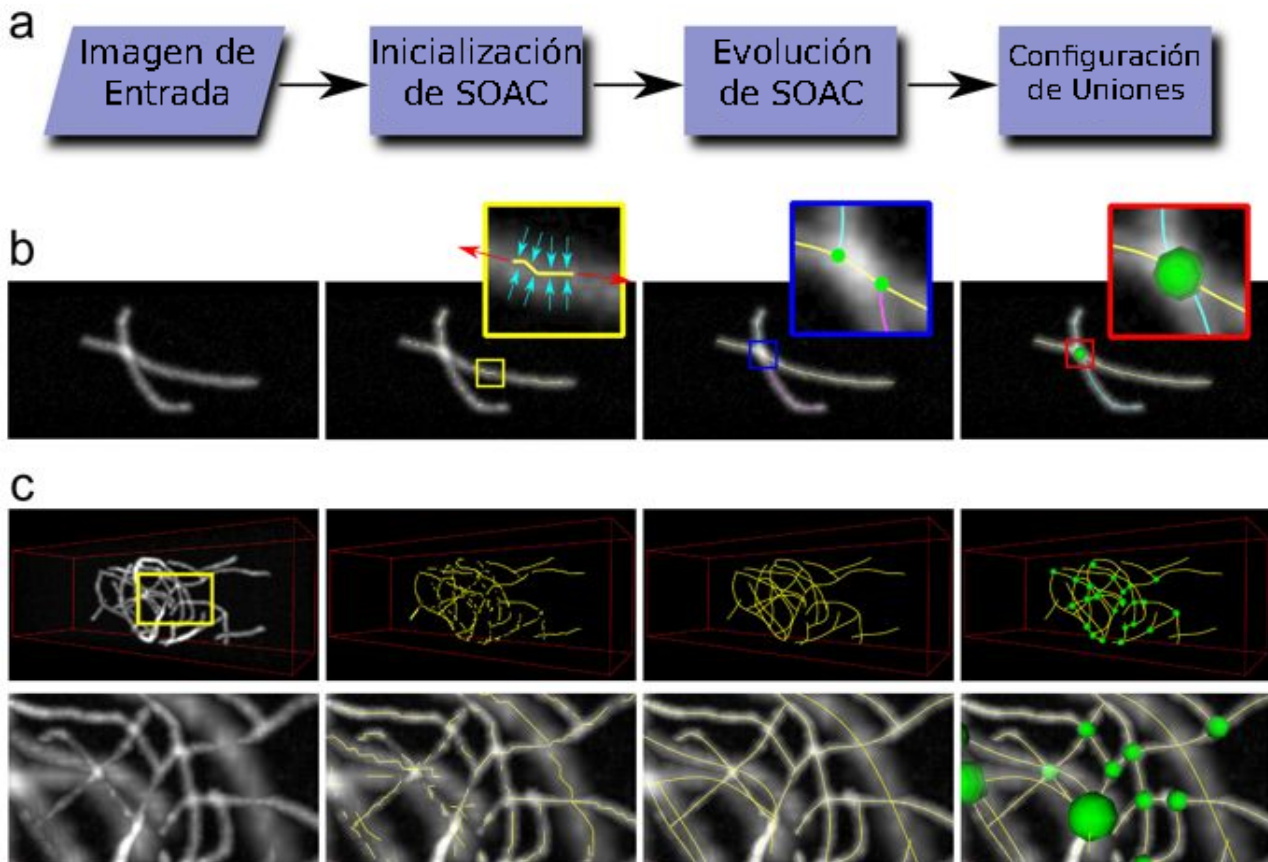 a
Imagen de
Entrada
Inicialización
de SOAC
Evolución
de SOAC
Configuración
de Uniones
b
c